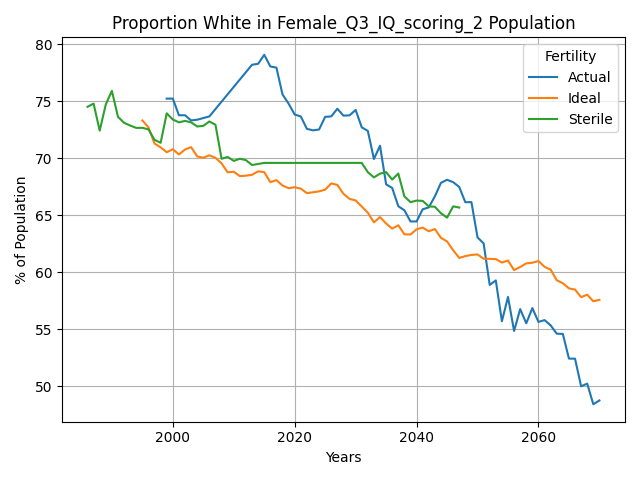 Proportion White in Female_Q3_IQ_scoring_2 Population
% of Population
80
75
70
65
60
55
50
2000
2020
2040
2060
Years
Fertility
Actual
Ideal
Sterile